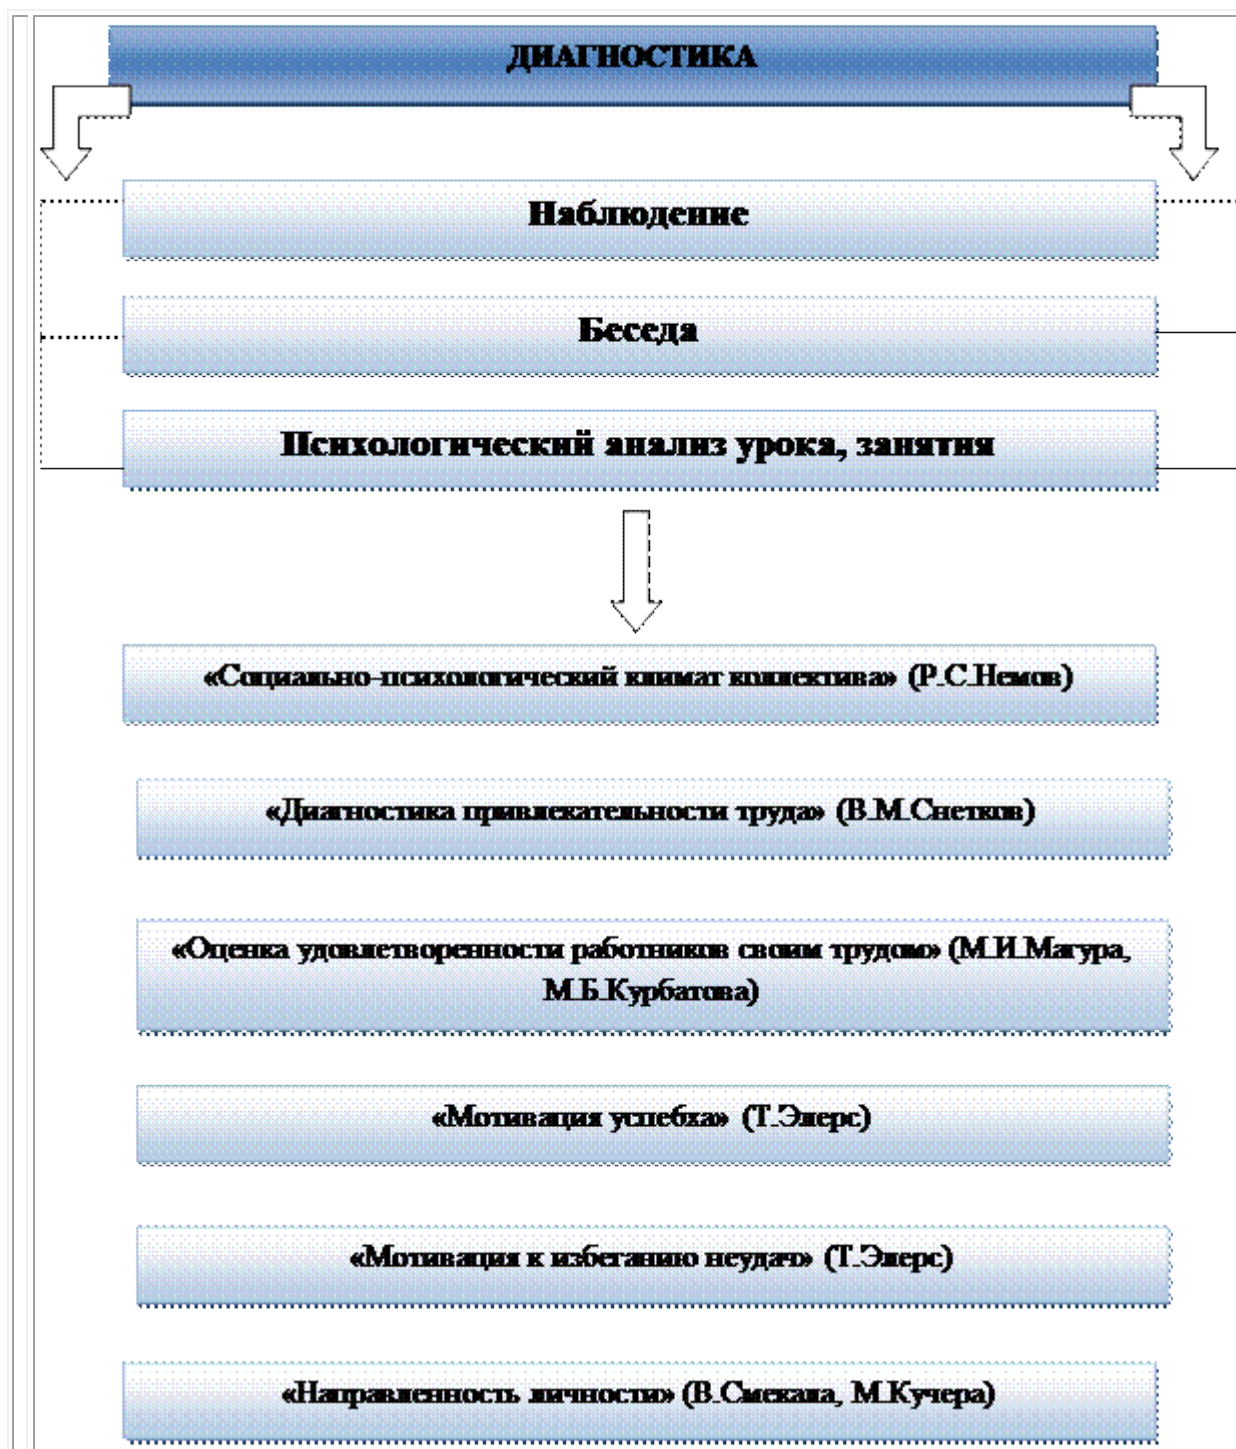 ДИАГНОСТИКА
Наблюдение
Беседа
Психологический анализ урока, занятия
«Социально-психологический климат коллектива» (Р.С.Немов)
«Диагностика привлекательности труда» (В.М.Снетков)
«Оценка удовлетворенности работников своим трудом» (М.И.Магура,
М.Б.Курбатова)
«Мотивация успебха» (Т.Элерс)
«Мотивация к избеганию неудач» (Т.Элерс)
«Направленность личности» (В.Смекала, М.Кучера)